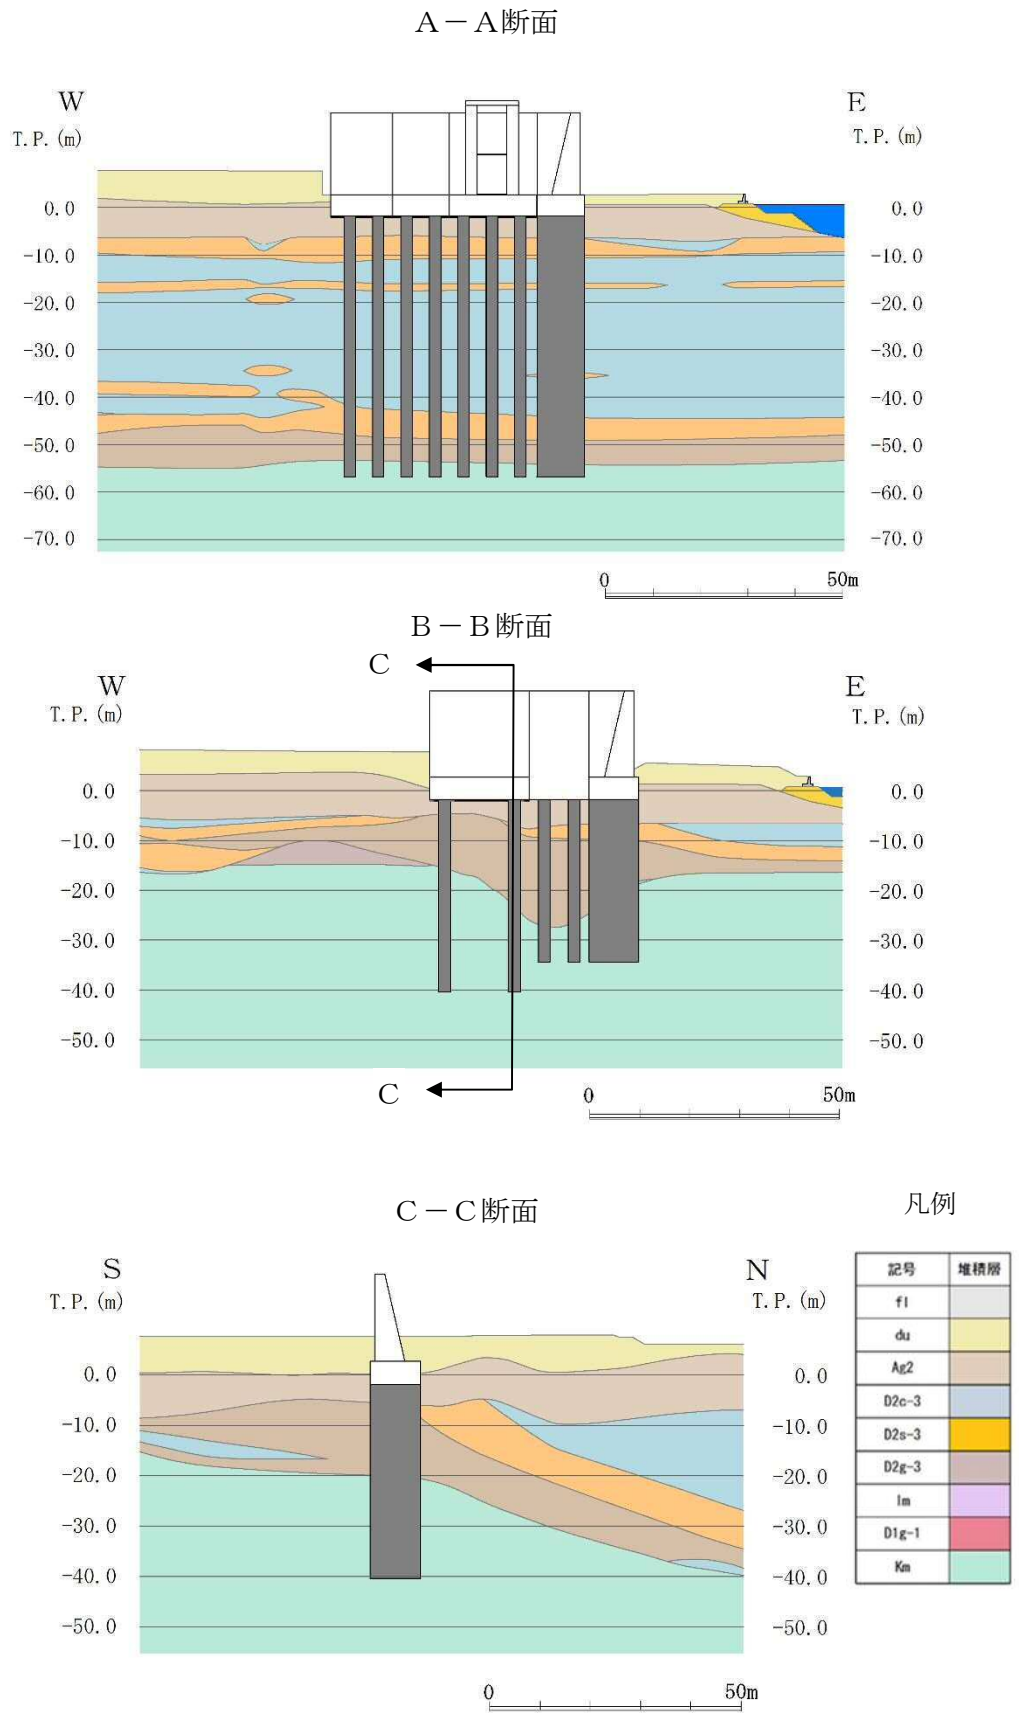 A－A断面
W
E
T.P.(m)
T.P.(m)
0.0
0.0
-10.0
-10.0
-20.0
-20.0
-30.0
-30.0
-40.0
-40.0
-50.0
-50.0
-60.0
-60.0
-70.0
-70.0
0 50m
B－B断面
C
W
E
T.P.(m)
T.P.(m)
0.0
0.0
-10.0
-10.0
-20.0
-20.0
-30.0
-30.0
-40.0
-40.0
-50.0
-50.0
C
0 50m
C－C断面
S
N
T.P.(m)
T.P.(m)
0.0
0.0
-10.0
-10.0
-20.0
-20.0
-30.0
-30.0
-40.0
-40.0
-50.0
-50.0
0 50m
凡例
記号 堆積層
fl
du
Ag2
D2c-3
D2s-3
D2g-3
lm
D1g-1
Km